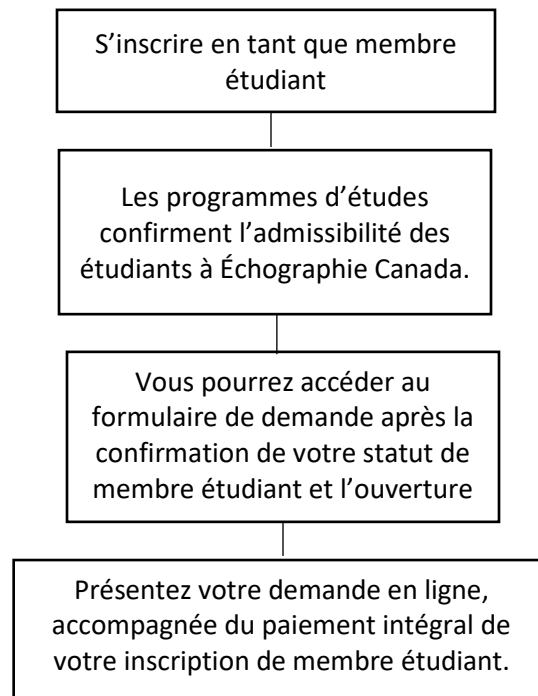 S’inscrire en tant que membre
étudiant
Les programmes d’études
confirment l’admissibilité des
étudiants à Échographie Canada.
Vous pourrez accéder au
formulaire de demande après la
confirmation de votre statut de
membre étudiant et l’ouverture
Présentez votre demande en ligne,
accompagnée du paiement intégral de
votre inscription de membre étudiant.